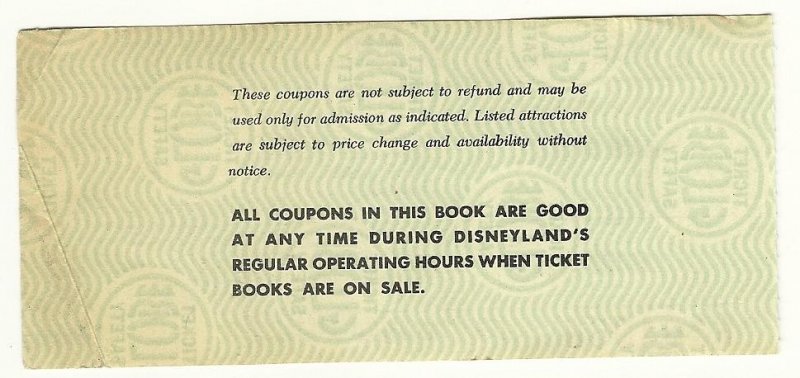 These coupons are not subject to refund and may be
used only for admission as indicated. Listed attractions
are subject to price change and availability without
notice.
ALL COUPONS IN THIS BOOK ARE GOOD
AT ANY TIME DURING DISNEYLAND'S
REGULAR OPERATING HOURS WHEN TICKET
BOOKS ARE ON SALE.